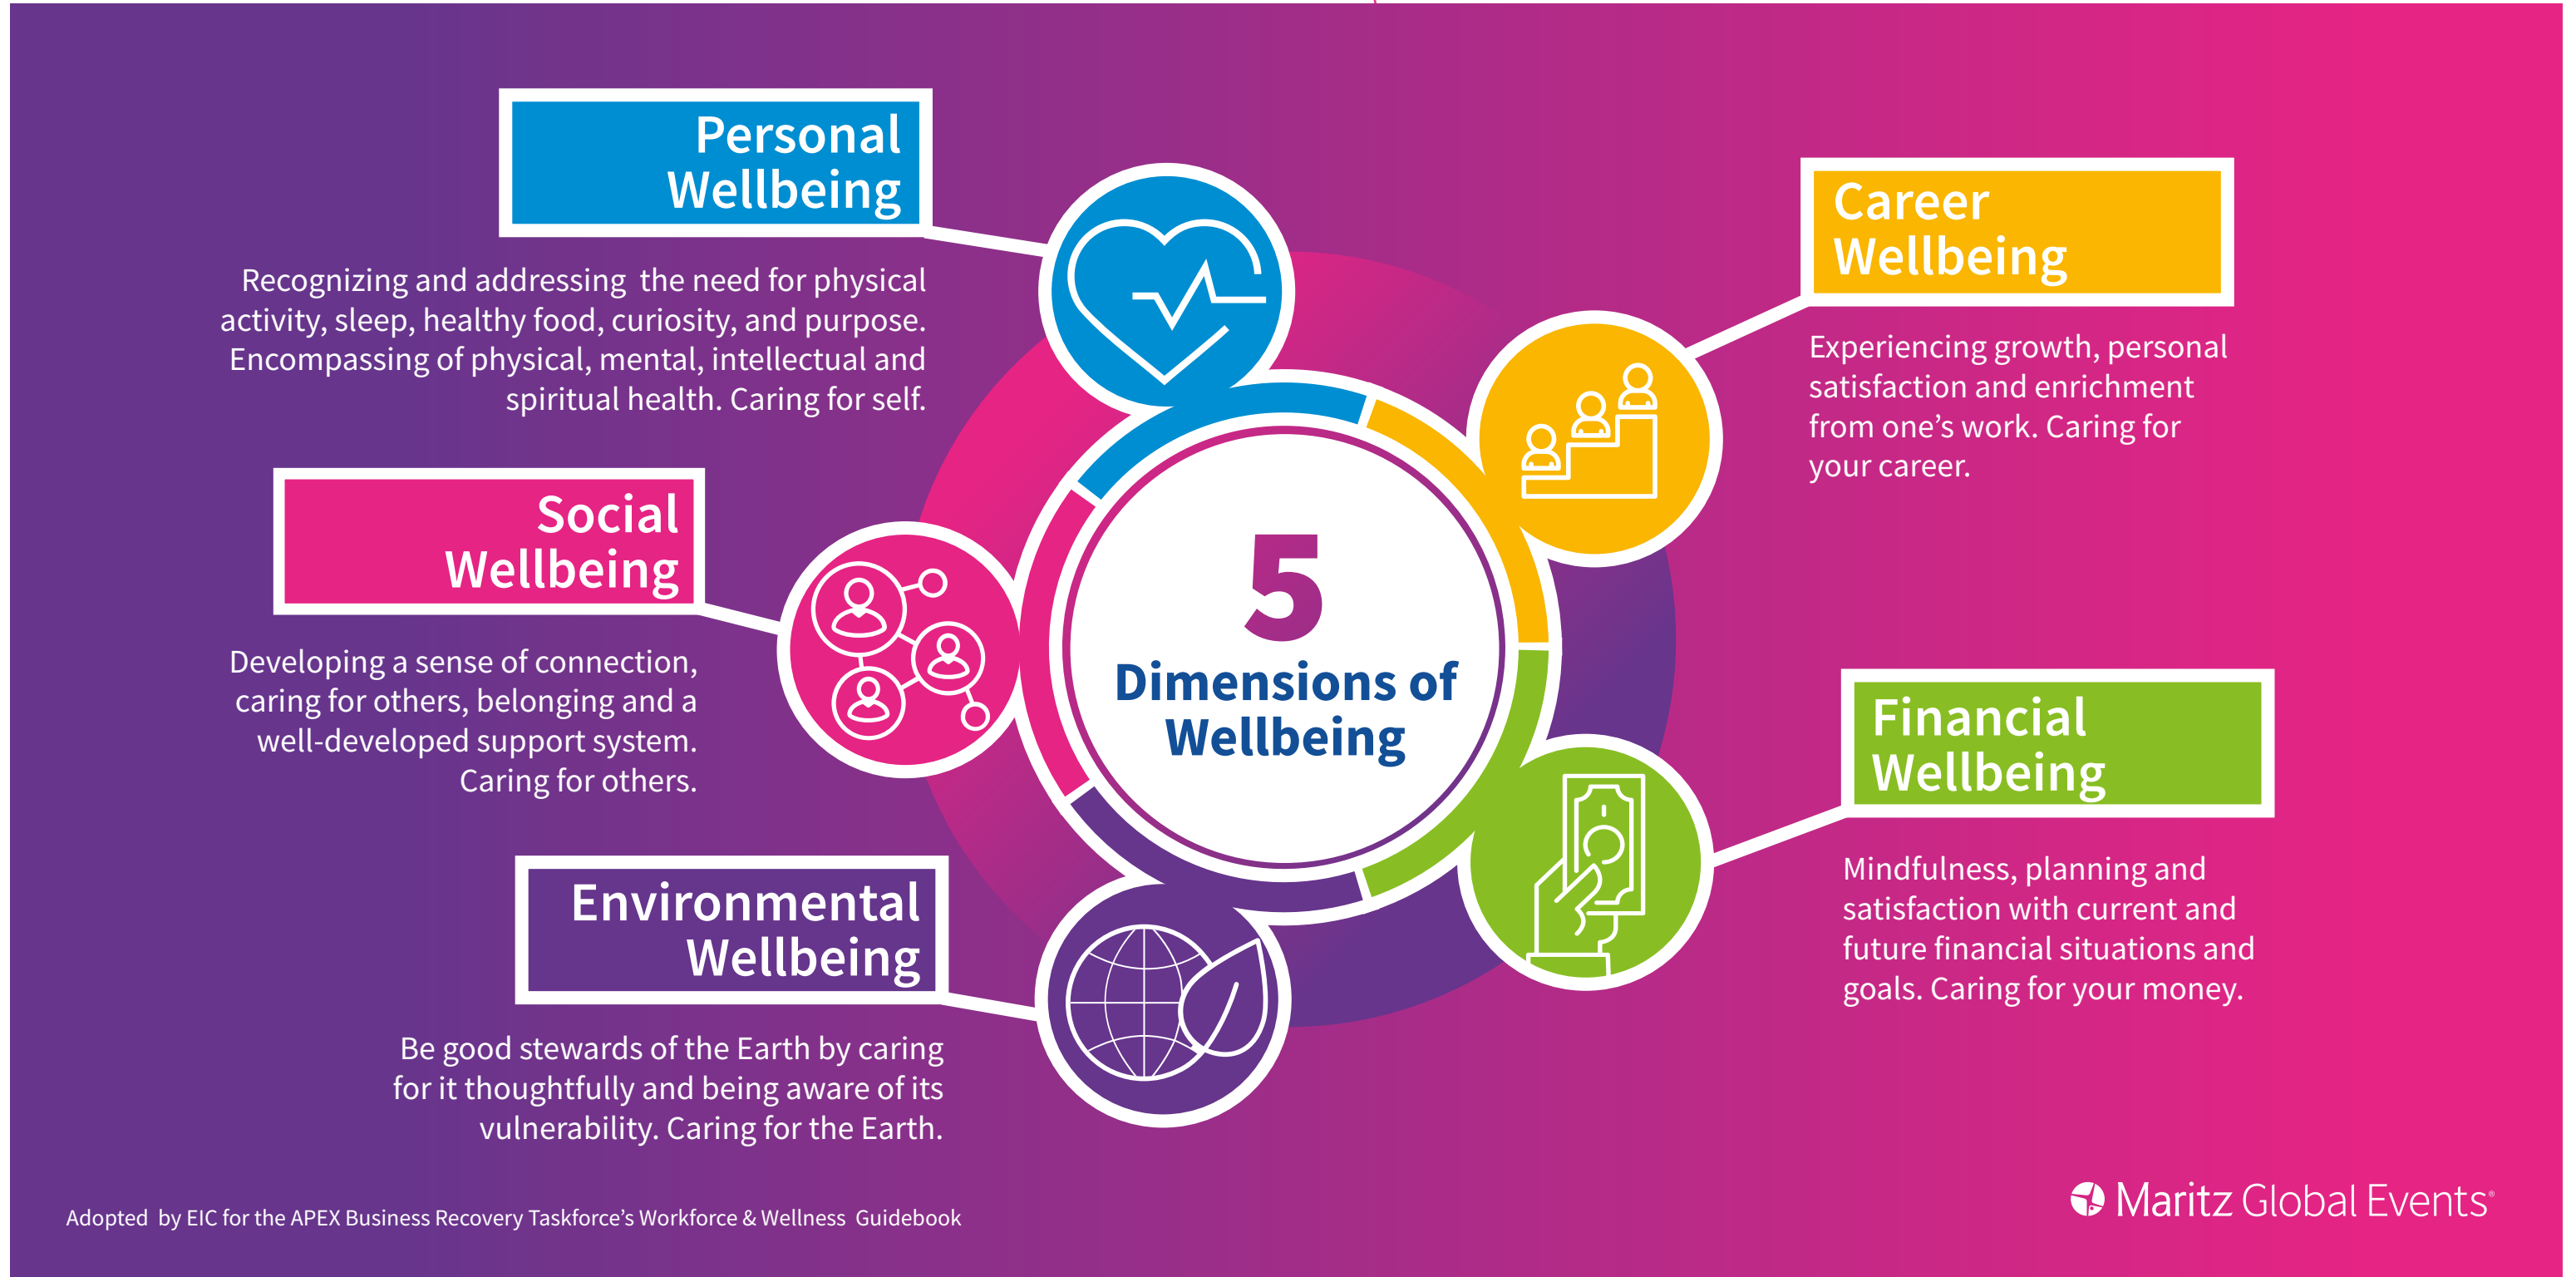 Personal
Wellbeing
Recognizing and addressing the need for physical
activity, sleep, healthy food, curiosity, and purpose.
Encompassing of physical, mental, intellectual and
spiritual health. Caring for self.
Social
Wellbeing
Developing a sense of connection,
caring for others, belonging and a
well-developed support system.
Caring for others.
Environmental
Wellbeing
Be good stewards of the Earth by caring
for it thoughtfully and being aware of its
vulnerability. Caring for the Earth.
5
Dimensions of
Wellbeing
Career
Wellbeing
Experiencing growth, personal
satisfaction and enrichment
from one’s work. Caring for
your career.
Financial
Wellbeing
Mindfulness, planning and
satisfaction with current and
future financial situations and
goals. Caring for your money.
Adopted by EIC for the APEX Business Recovery Taskforce’s Workforce & Wellness Guidebook
Maritz Global Events®